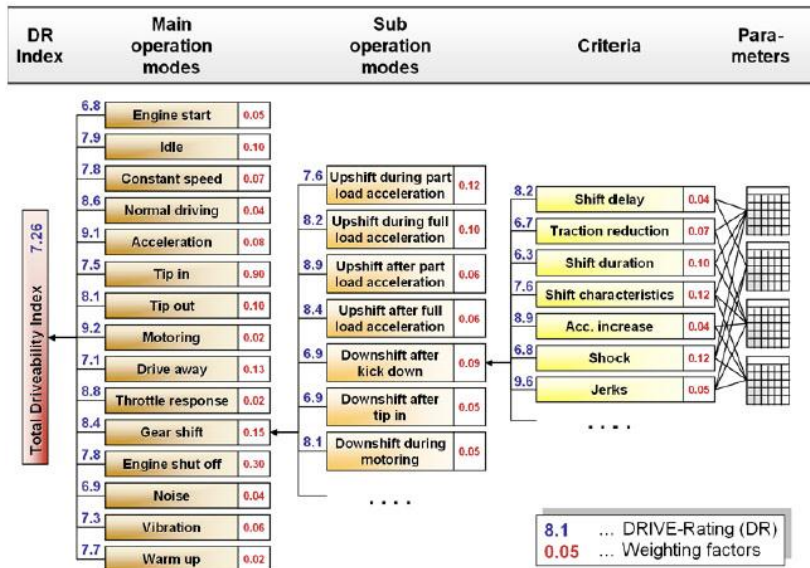 DR
Index
Main
operation
modes
Sub
operation
modes
Criteria
Para-
meters
Total Driveability Index 7.26
6.8 Engine start 0.05
7.9 Idle 0.10
7.8 Constant speed 0.07
8.6 Normal driving 0.04
9.1 Acceleration 0.08
7.5 Tip in 0.90
8.1 Tip out 0.10
9.2 Motoring 0.02
7.1 Drive away 0.13
8.8 Throttle response 0.02
8.4 Gear shift 0.15
7.8 Engine shut off 0.30
6.9 Noise 0.04
7.3 Vibration 0.06
7.7 Warm up 0.02
7.6 Upshift during part
load acceleration 0.12
8.2 Upshift during full
load acceleration 0.10
8.9 Upshift after part
load acceleration 0.06
8.4 Upshift after full
load acceleration 0.06
6.9 Downshift after
kick down 0.09
6.9 Downshift after
tip in 0.05
8.1 Downshift during
motoring 0.05
. . . .
8.2 Shift delay 0.04
6.7 Traction reduction 0.07
6.3 Shift duration 0.10
7.6 Shift characteristics 0.12
8.9 Acc. increase 0.04
6.8 Shock 0.12
9.6 Jerks 0.05
. . . .
8.1 ... DRIVE-Rating (DR)
0.05 ... Weighting factors